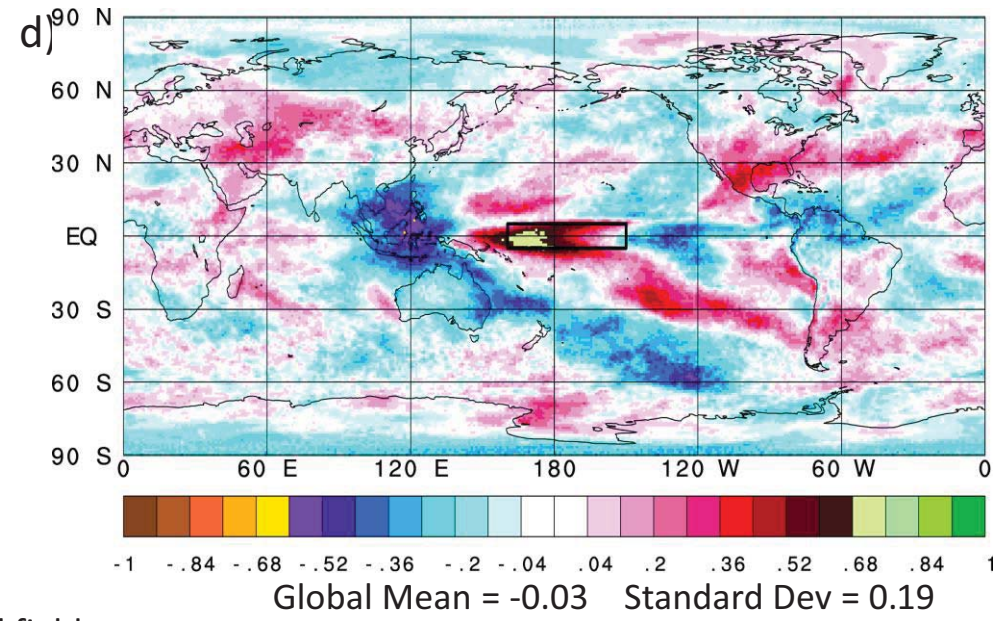 d)
90 N
60 N
30 N
EQ
30 S
60 S
90 S
0 60 E 120 E 180 120 W 60 W 0
-1 -.84 -.68 -.52 -.36 -.2 -.04 .04 .2 .36 .52 .68 .84 1
Global Mean = -0.03 Standard Dev = 0.19